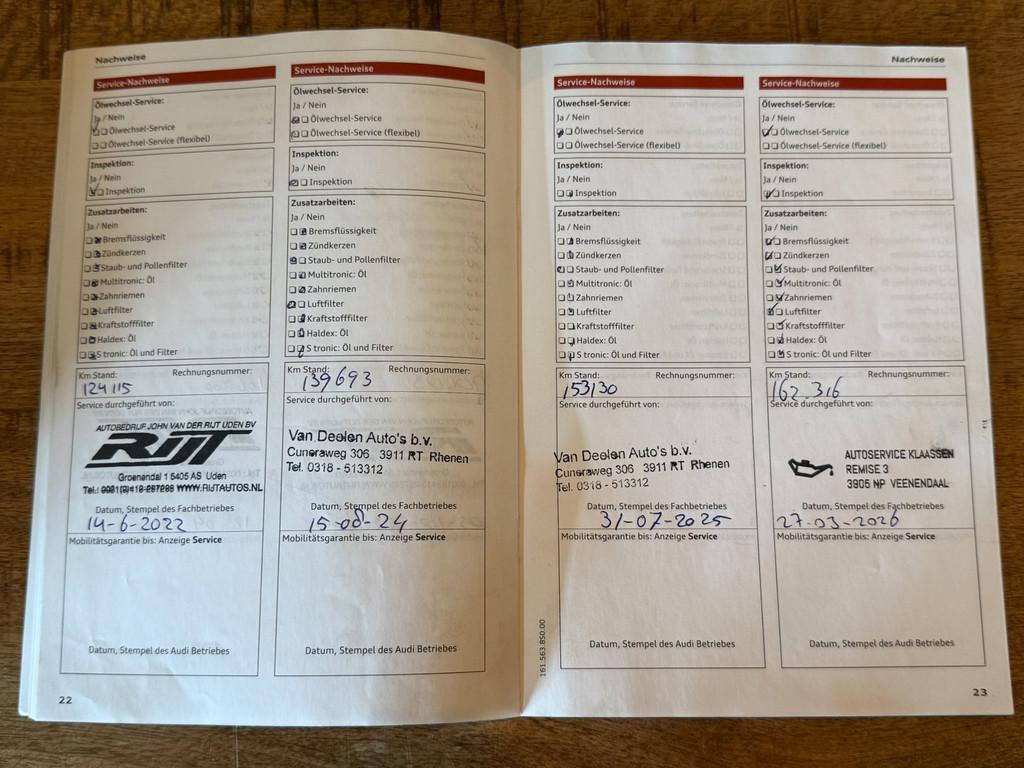 Nachweise
Service-Nachweise
Ölwechsel-Service:
Ja / Nein
Ölwechsel-Service
Ölwechsel-Service (flexibel)
Inspektion:
Ja / Nein
Inspektion
Zusatzarbeiten:
Ja / Nein
Bremsflüssigkeit
Zündkerzen
Staub- und Pollenfilter
Multitronic: Öl
Zahnriemen
Luftfilter
Kraftstofffilter
Haldex: Öl
S tronic: Öl und Filter
Km Stand: Rechnungsnummer:
124115
Service durchgeführt von:
AUTOBEDRIJF JOHN VAN DER RIJT UDEN BV
RIJT
Groenendal 1 5405 AS Uden
WWW.RIJTAUTOS.NL
Datum, Stempel des Fachbetriebes
14-6-2022
Mobilitätsgarantie bis: Anzeige Service
Datum, Stempel des Audi Betriebes
22
Service-Nachweise
Ölwechsel-Service:
Ja / Nein
Ölwechsel-Service
Ölwechsel-Service (flexibel)
Inspektion:
Ja / Nein
Inspektion
Zusatzarbeiten:
Ja / Nein
Bremsflüssigkeit
Zündkerzen
Staub- und Pollenfilter
Multitronic: Öl
Zahnriemen
Luftfilter
Kraftstofffilter
Haldex: Öl
S tronic: Öl und Filter
Km Stand: Rechnungsnummer:
139693
Service durchgeführt von:
Van Deelen Auto's b.v.
Cuneraweg 306 3911 RT Rhenen
Tel. 0318 - 513312
Datum, Stempel des Fachbetriebes
15-08-24
Mobilitätsgarantie bis: Anzeige Service
Datum, Stempel des Audi Betriebes
Nachweise
Service-Nachweise
Ölwechsel-Service:
Ja / Nein
Ölwechsel-Service
Ölwechsel-Service (flexibel)
Inspektion:
Ja / Nein
Inspektion
Zusatzarbeiten:
Ja / Nein
Bremsflüssigkeit
Zündkerzen
Staub- und Pollenfilter
Multitronic: Öl
Zahnriemen
Luftfilter
Kraftstofffilter
Haldex: Öl
S tronic: Öl und Filter
Km Stand: Rechnungsnummer:
153130
Service durchgeführt von:
Van Deelen Auto's b.v.
Cuneraweg 306 3911 RT Rhenen
Tel. 0318 - 513312
Datum, Stempel des Fachbetriebes
31-07-2025
Mobilitätsgarantie bis: Anzeige Service
Datum, Stempel des Audi Betriebes
161.563.850.00
Service-Nachweise
Ölwechsel-Service:
Ja / Nein
Ölwechsel-Service
Ölwechsel-Service (flexibel)
Inspektion:
Ja / Nein
Inspektion
Zusatzarbeiten:
Ja / Nein
Bremsflüssigkeit
Zündkerzen
Staub- und Pollenfilter
Multitronic: Öl
Zahnriemen
Luftfilter
Kraftstofffilter
Haldex: Öl
S tronic: Öl und Filter
Km Stand: Rechnungsnummer:
162.316
Service durchgeführt von:
AUTOSERVICE KLAASSEN
REMISE 3
3905 NP VEENENDAAL
Datum, Stempel des Fachbetriebes
27-03-2026
Mobilitätsgarantie bis: Anzeige Service
Datum, Stempel des Audi Betriebes
23